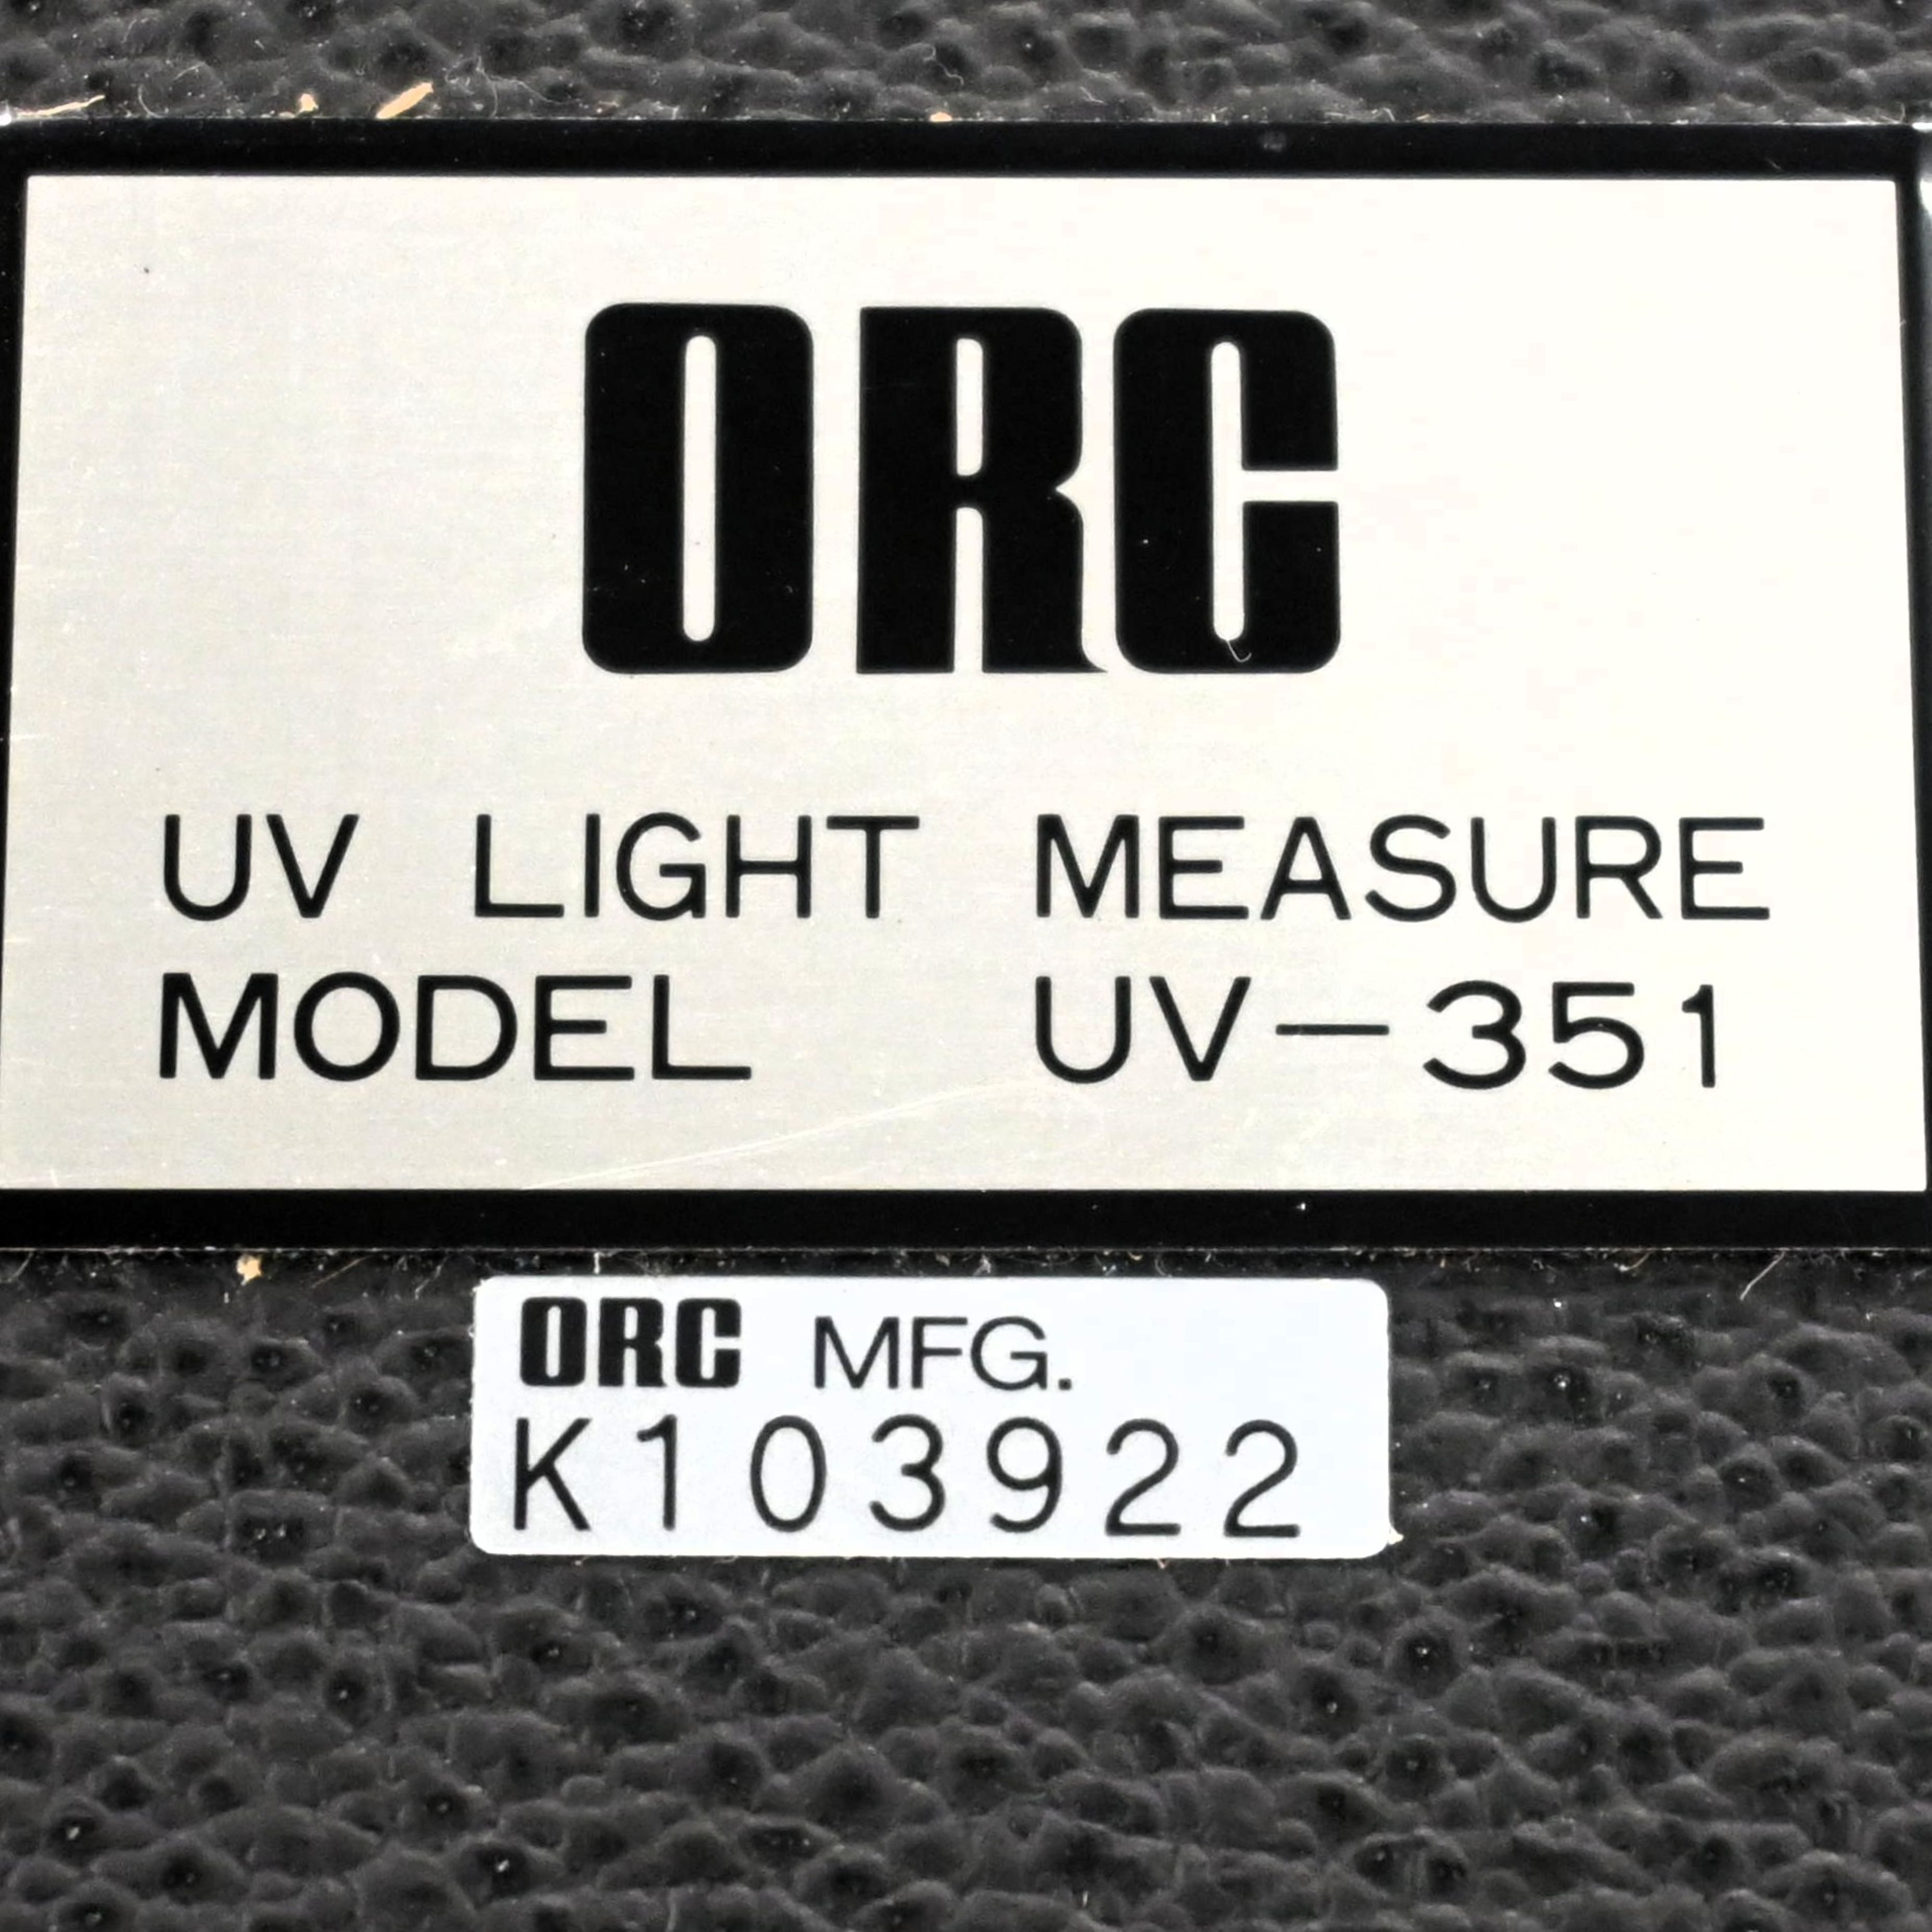 ORC
UV LIGHT MEASURE
MODEL UV-351
ORC MFG.
K103922